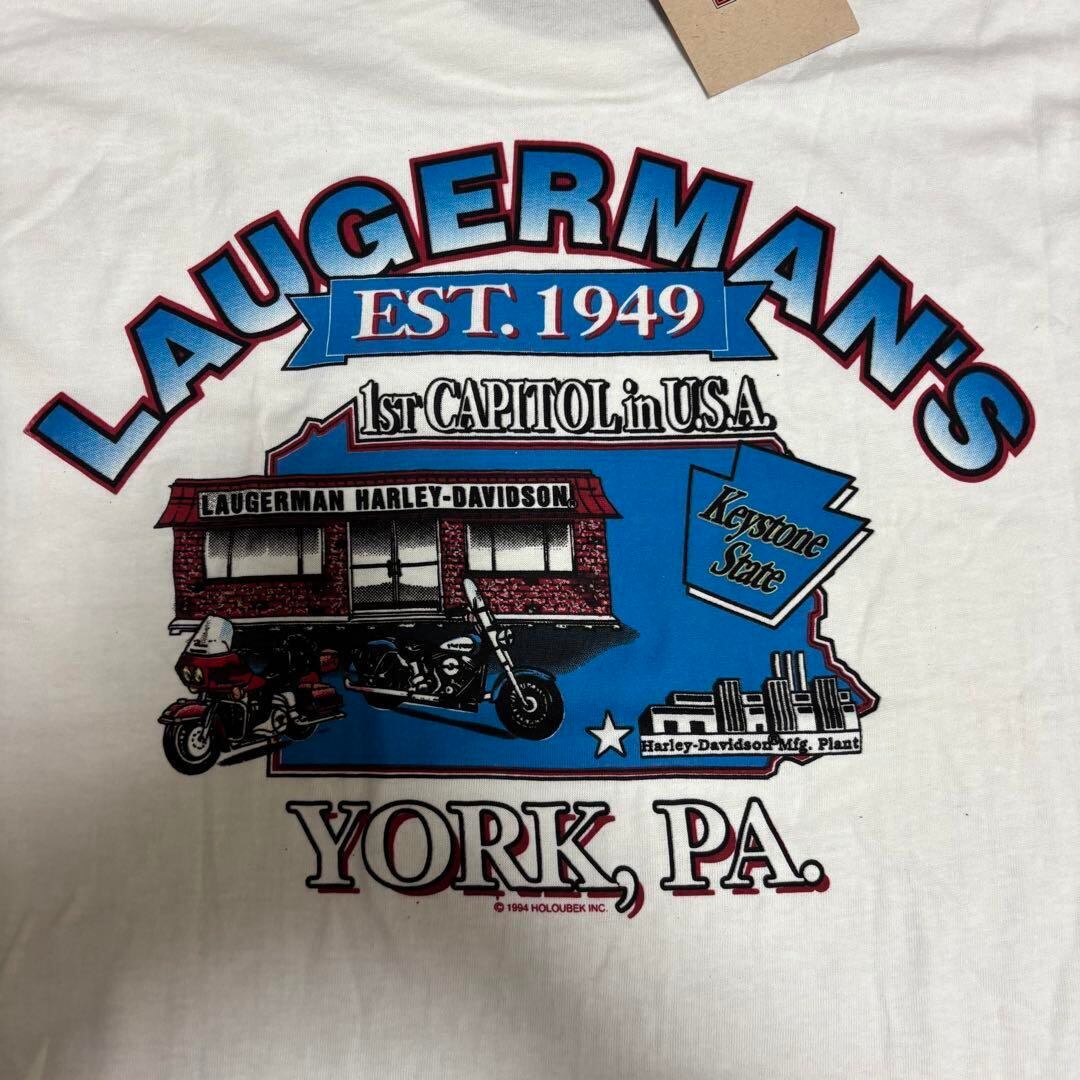 LAUGERMAN'S
EST. 1949
1ST CAPITOL in U.S.A.
LAUGERMAN HARLEY-DAVIDSON®
Keystone
State
Harley-Davidson® Mfg. Plant
YORK, PA.
© 1994 HOLOUBEK INC.